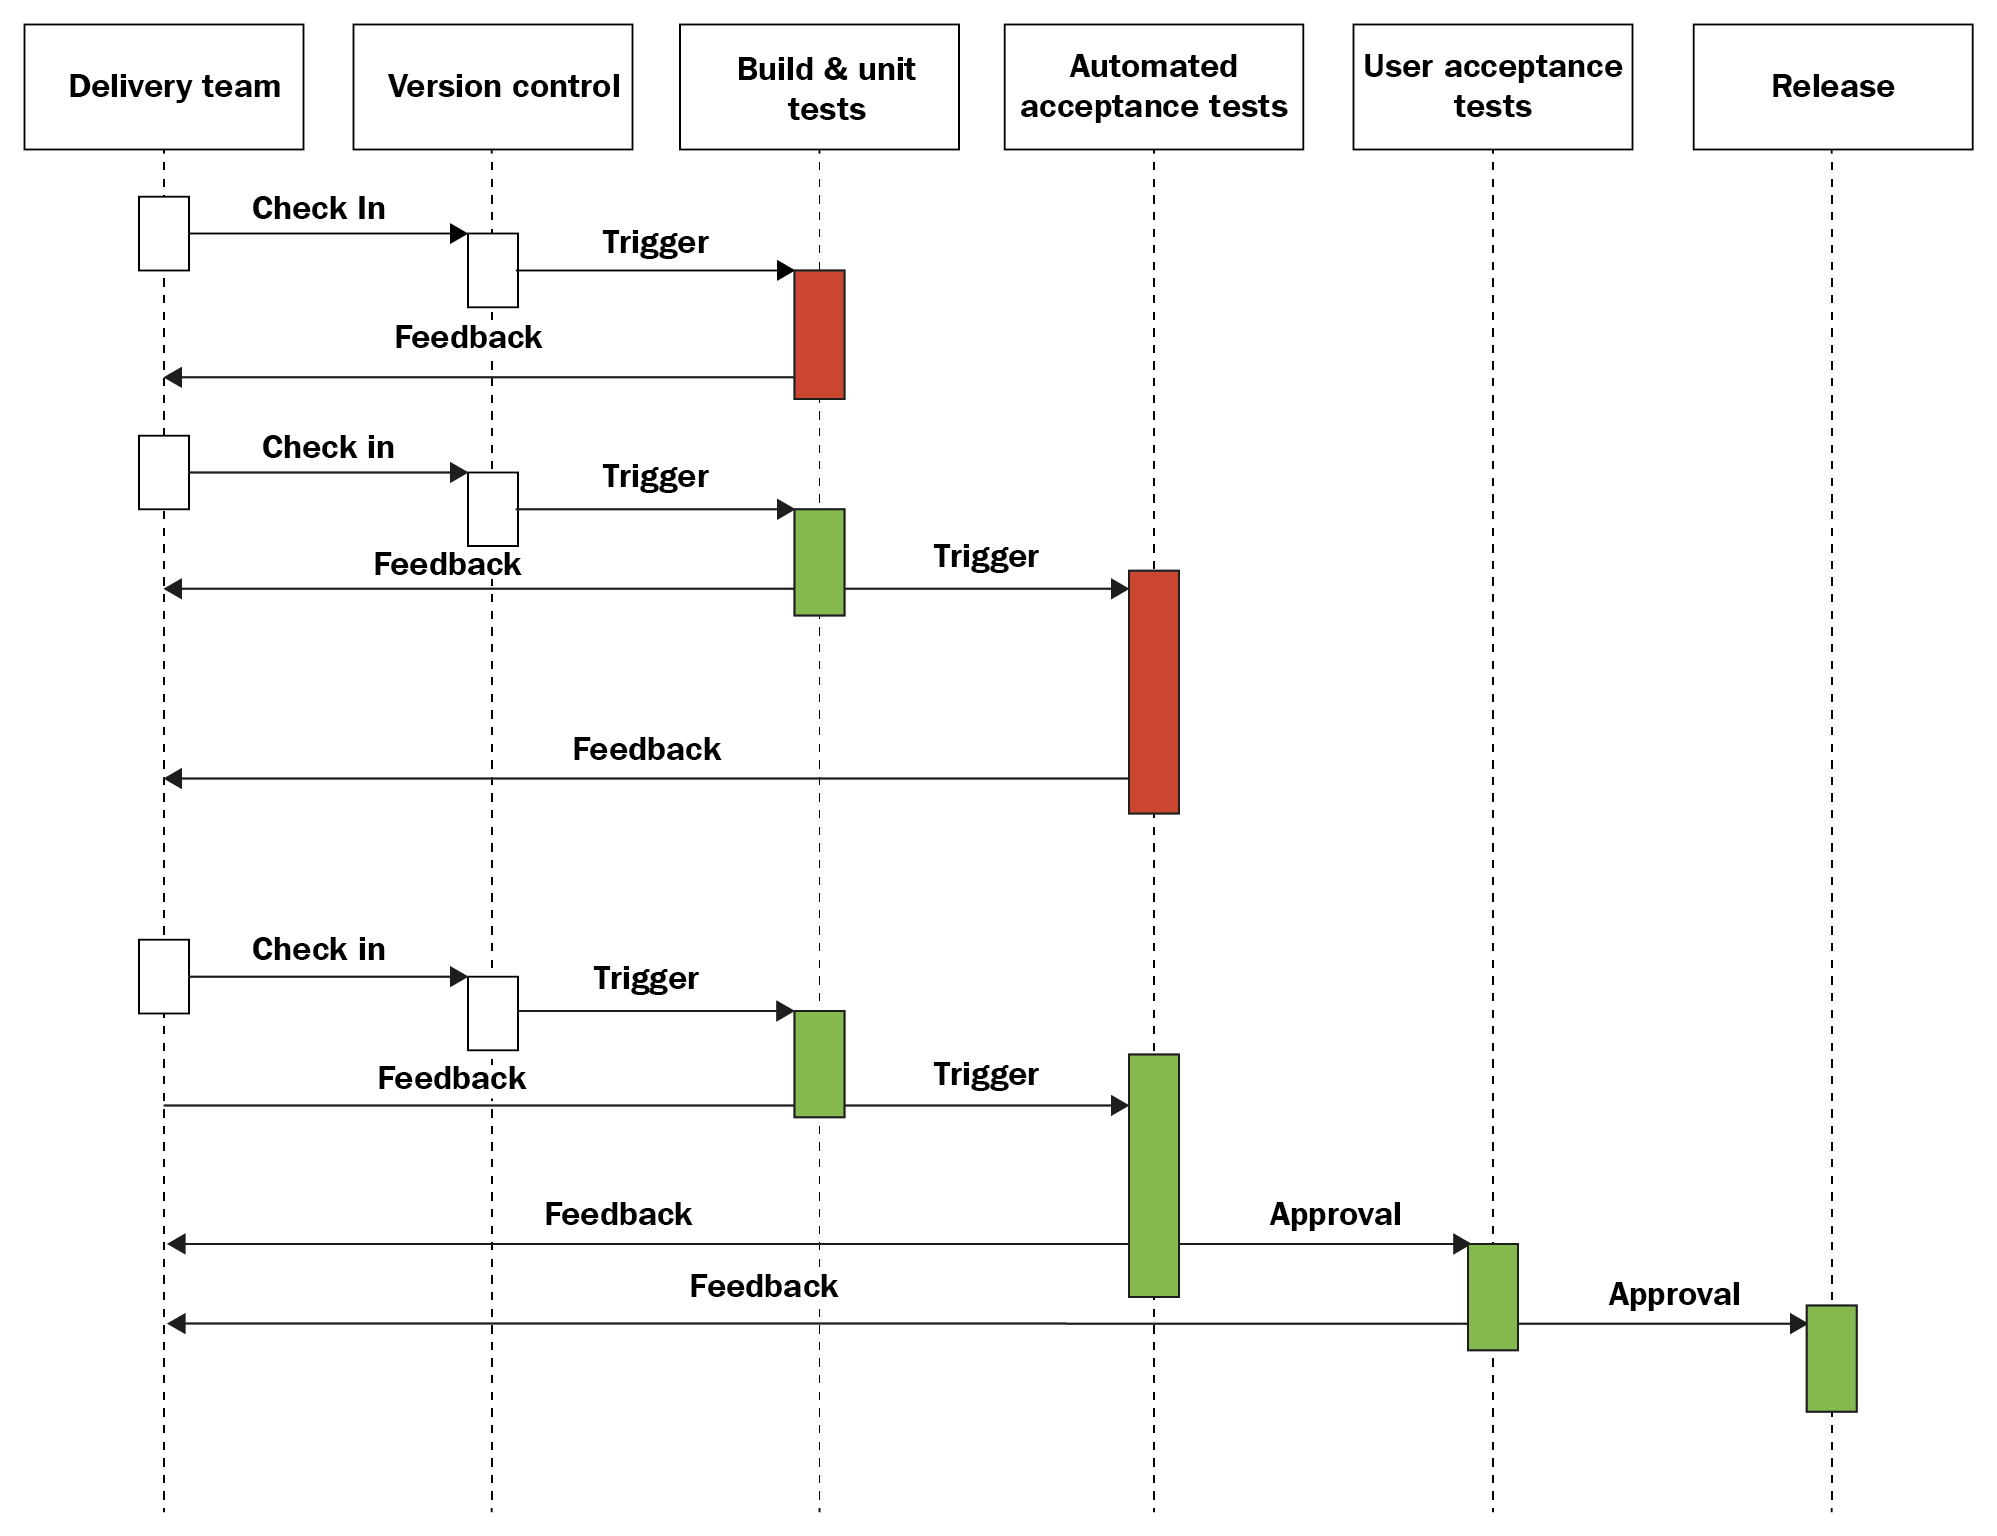 Delivery team
Version control
Build & unit
tests
Automated
acceptance tests
User acceptance
tests
Release
Check In
Trigger
Feedback
Check in
Trigger
Feedback
Trigger
Feedback
Check in
Trigger
Feedback
Trigger
Feedback
Approval
Feedback
Approval